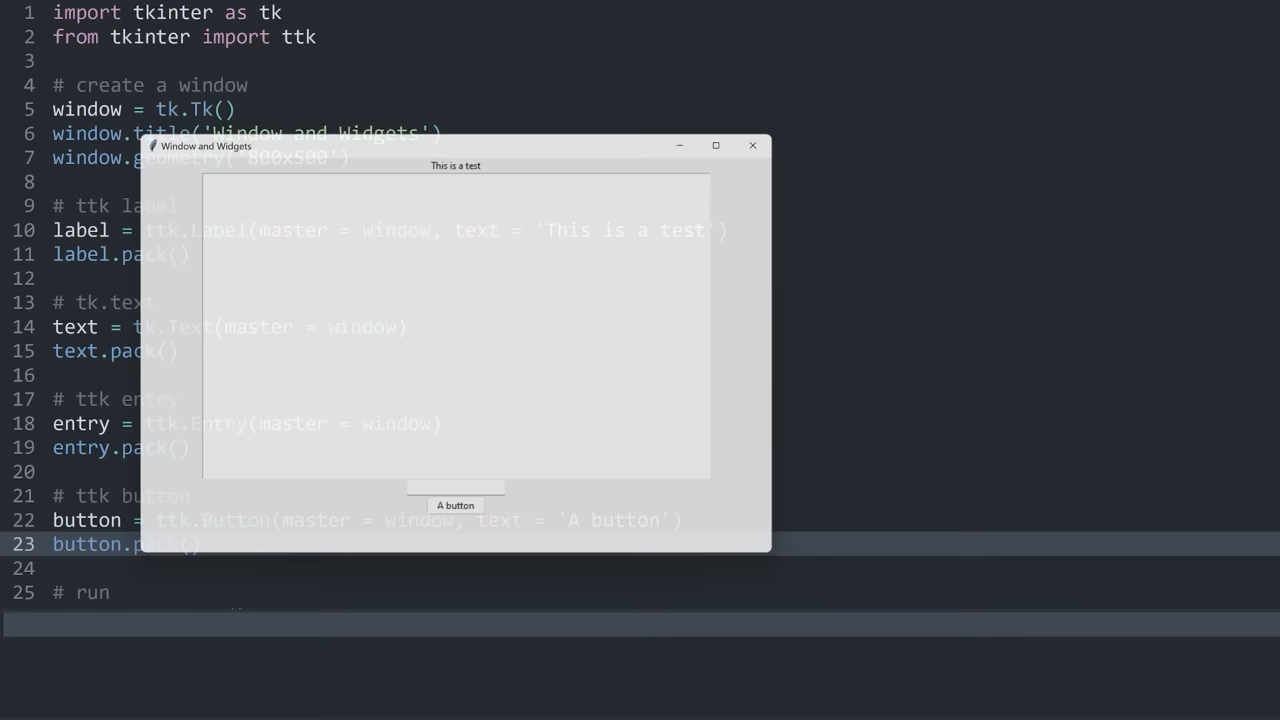 1 import tkinter as tk
2 from tkinter import ttk
3
4 # create a window
5 window = tk.Tk()
6 window.title('Window and Widgets')
7 window.geometry('800x500')
8
9 # ttk label
10 label = ttk.Label(master = window, text = 'This is a test')
11 label.pack()
12
13 # tk.text
14 text = tk.Text(master = window)
15 text.pack()
16
17 # ttk entry
18 entry = ttk.Entry(master = window)
19 entry.pack()
20
21 # ttk button
22 button = ttk.Button(master = window, text = 'A button')
23 button.pack()
24
25 # run
Window and Widgets
This is a test
A button